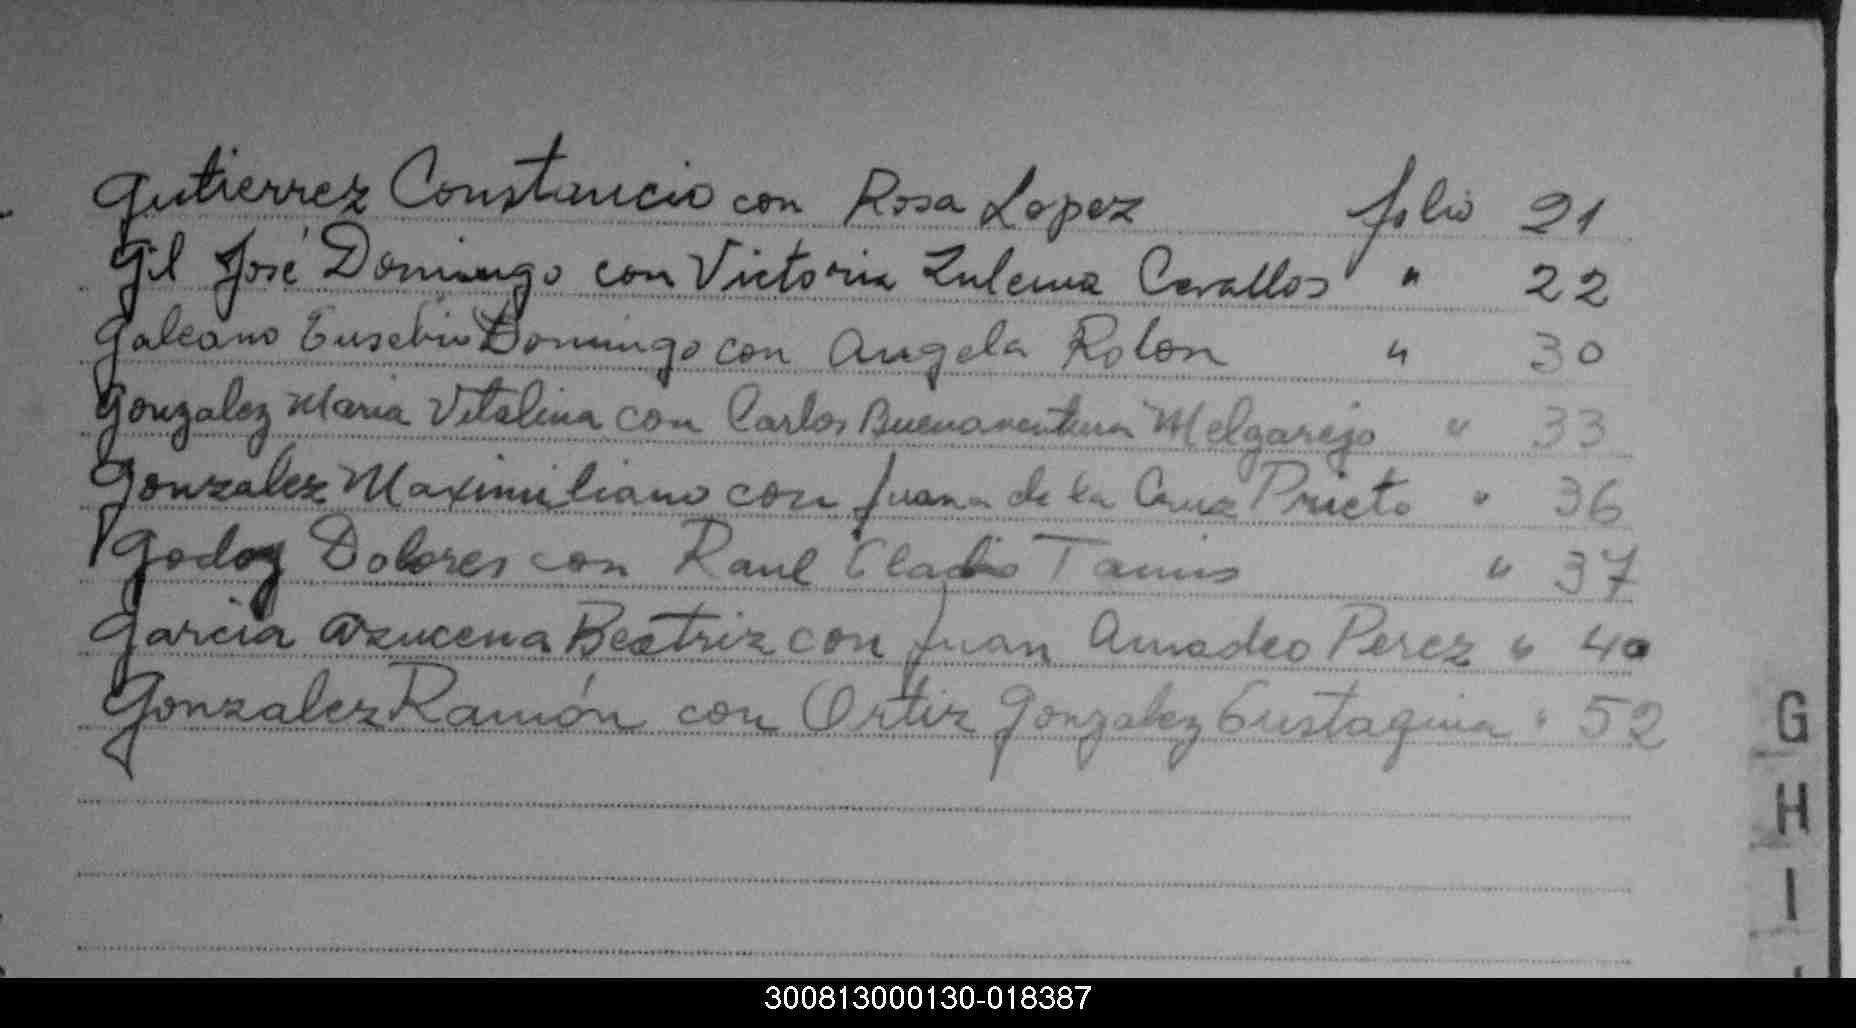 Gutierrez Constancio con Rosa Lopez folio 21
Gil José Domingo con Victoria Zulema Cevallos " 22
Galeano Eusebio Domingo con Angela Rolon " 30
Gonzalez Maria Vitalina con Carlos Buenaventura Melgarejo " 33
Gonzalez Maximiliano con Juana de la Cruz Prieto " 36
Godoy Dolores con Raul Eladio " 37
Garcia Azucena Beatriz con Juan Amadeo Perez " 40
Gonzalez Ramón con Ortiz Gonzalez Eustaquia " 52
G
H
I
300813000130-018387